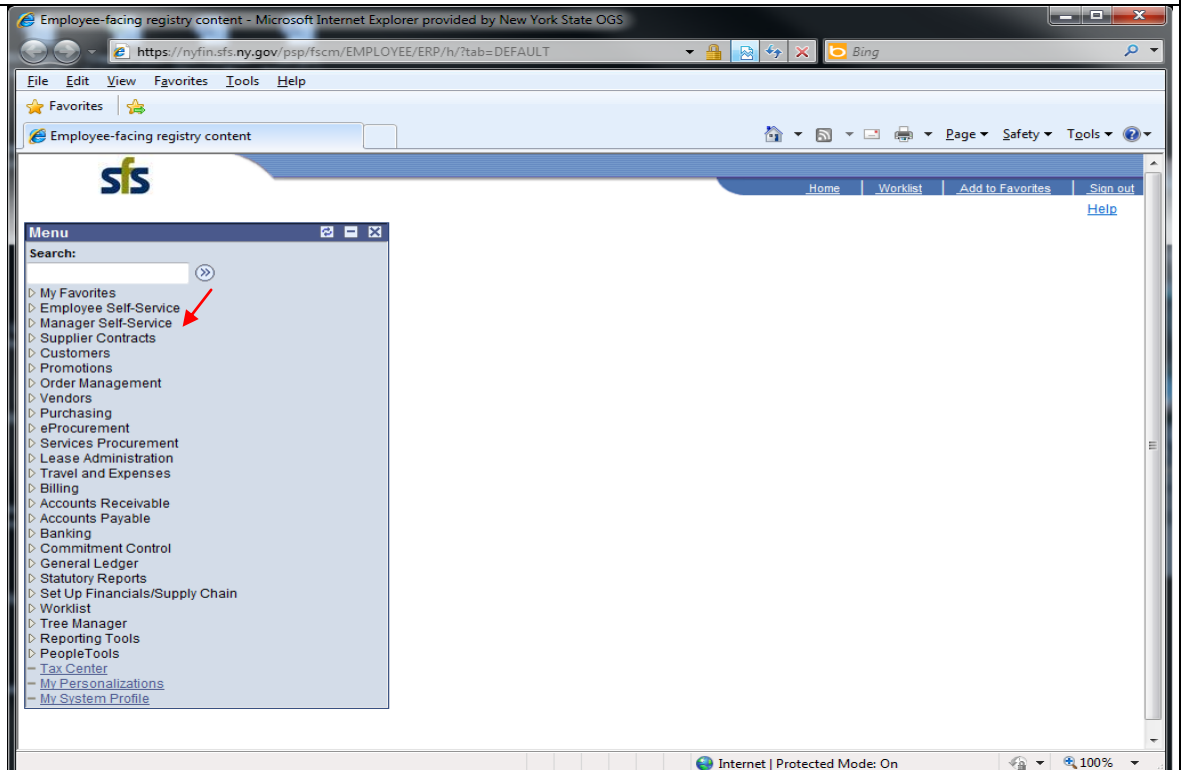 Employee-facing registry content - Microsoft Internet Explorer provided by New York State OGS
https://nyfin.sfs.ny.gov/psp/fscm/EMPLOYEE/ERP/h/?tab=DEFAULT
Bing
File Edit View Favorites Tools Help
Favorites
Employee-facing registry content
Page Safety Tools
sfs
Home Worklist Add to Favorites Sign out
Help
Menu
Search:
My Favorites
Employee Self-Service
Manager Self-Service
Supplier Contracts
Customers
Promotions
Order Management
Vendors
Purchasing
eProcurement
Services Procurement
Lease Administration
Travel and Expenses
Billing
Accounts Receivable
Accounts Payable
Banking
Commitment Control
General Ledger
Statutory Reports
Set Up Financials/Supply Chain
Worklist
Tree Manager
Reporting Tools
PeopleTools
Tax Center
My Personalizations
My System Profile
Internet | Protected Mode: On
100%